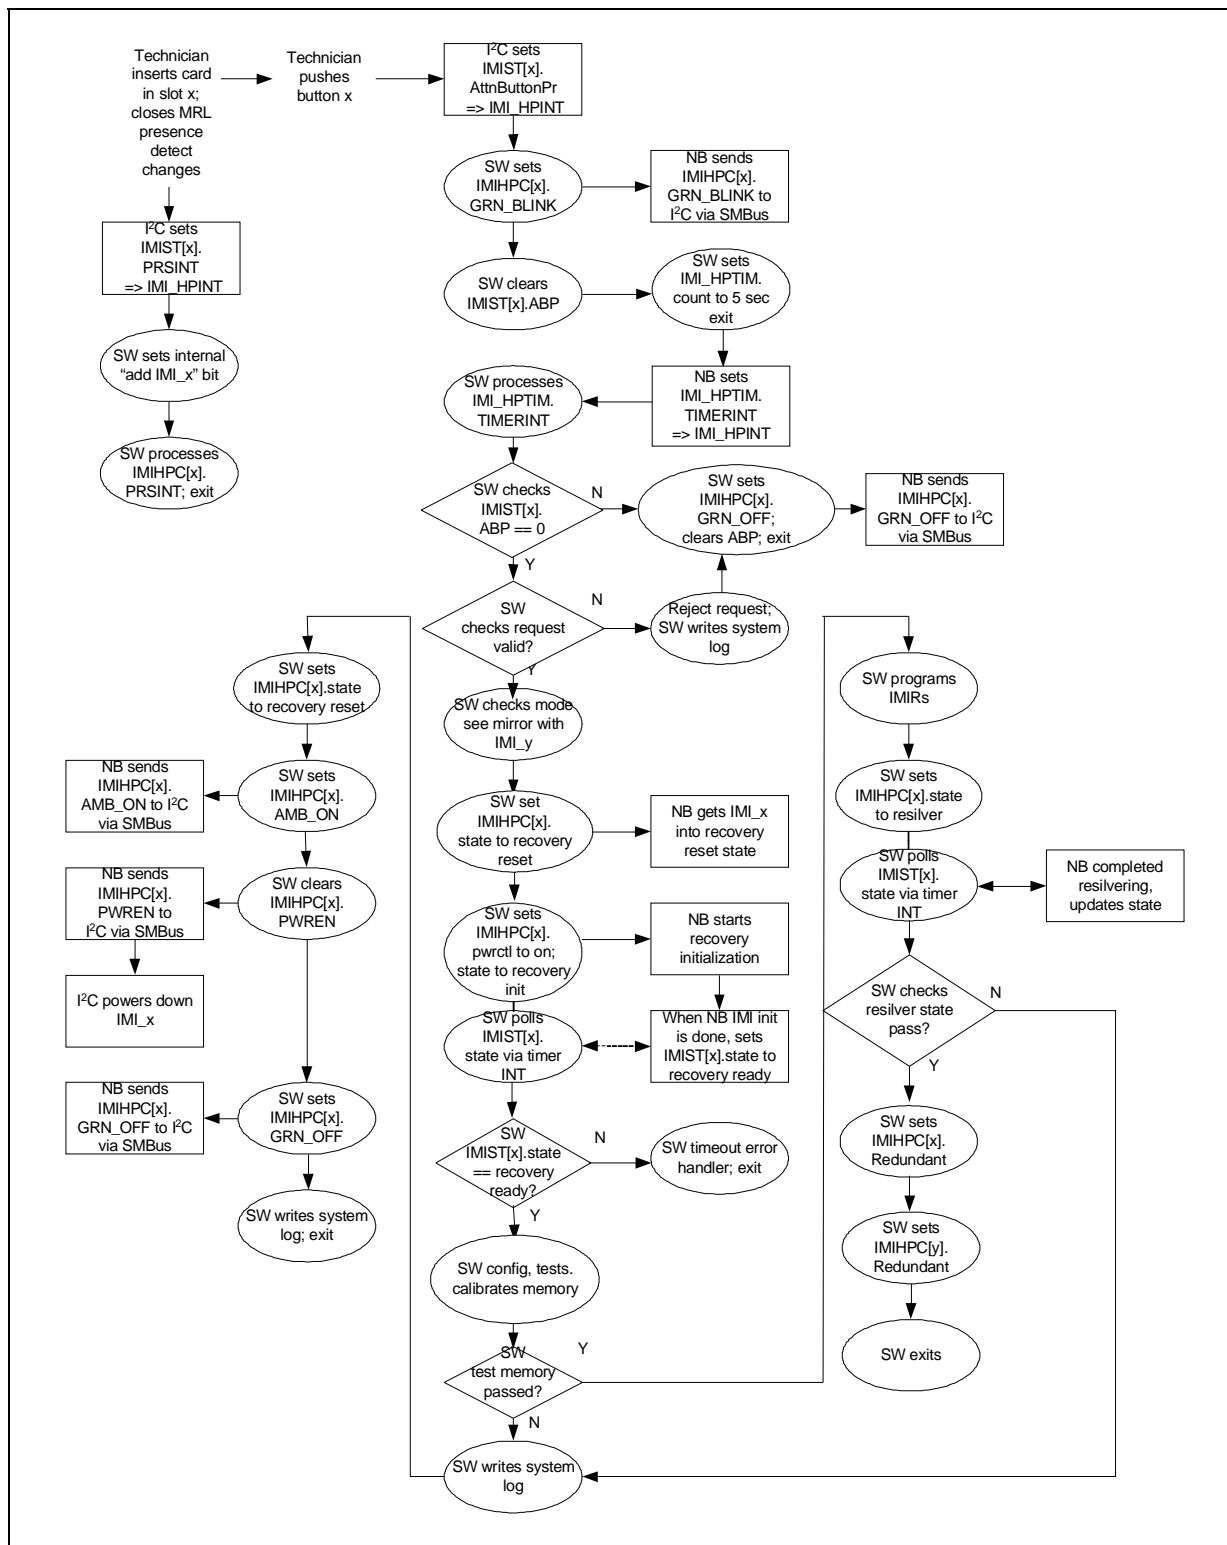 Technician
inserts card
in slot x;
closes MRL
presence
detect
changes
Technician
pushes
button x
I²C sets
IMIST[x].
AttnButtonPr
=> IMI_HPINT
SW sets
IMIHPC[x].
GRN_BLINK
NB sends
IMIHPC[x].
GRN_BLINK to
I²C via SMBus
I²C sets
IMIST[x].
PRSINT
=> IMI_HPINT
SW clears
IMIST[x].ABP
SW sets
IMI_HPTIM.
count to 5 sec
exit
SW sets internal
“add IMI_x” bit
SW processes
IMI_HPTIM.
TIMERINT
NB sets
IMI_HPTIM.
TIMERINT
=> IMI_HPINT
SW processes
IMIHPC[x].
PRSINT; exit
SW checks
IMIST[x].
ABP == 0
N
Y
SW sets
IMIHPC[x].
GRN_OFF;
clears ABP; exit
NB sends
IMIHPC[x].
GRN_OFF to I²C
via SMBus
SW
checks request
valid?
N
Y
Reject request;
SW writes system
log
SW sets
IMIHPC[x].state
to recovery reset
SW checks mode
see mirror with
IMI_y
SW programs
IMIRs
NB sends
IMIHPC[x].
AMB_ON to I²C
via SMBus
SW sets
IMIHPC[x].
AMB_ON
SW set
IMIHPC[x].
state to recovery
reset
NB gets IMI_x
into recovery
reset state
SW sets
IMIHPC[x].state
to resilver
NB sends
IMIHPC[x].
PWREN to
I²C via SMBus
SW clears
IMIHPC[x].
PWREN
SW sets
IMIHPC[x].
pwrctl to on;
state to recovery
init
NB starts
recovery
initialization
SW polls
IMIST[x].
state via timer
INT
NB completed
resilvering,
updates state
I²C powers down
IMI_x
SW polls
IMIST[x].
state via timer
INT
When NB IMI init
is done, sets
IMIST[x].state to
recovery ready
SW checks
resilver state
pass?
N
Y
NB sends
IMIHPC[x].
GRN_OFF to I²C
via SMBus
SW sets
IMIHPC[x].
GRN_OFF
SW
IMIST[x].state
== recovery
ready?
N
Y
SW timeout error
handler; exit
SW sets
IMIHPC[x].
Redundant
SW writes system
log; exit
SW config, tests.
calibrates memory
SW sets
IMIHPC[y].
Redundant
SW
test memory
passed?
Y
N
SW exits
SW writes system
log